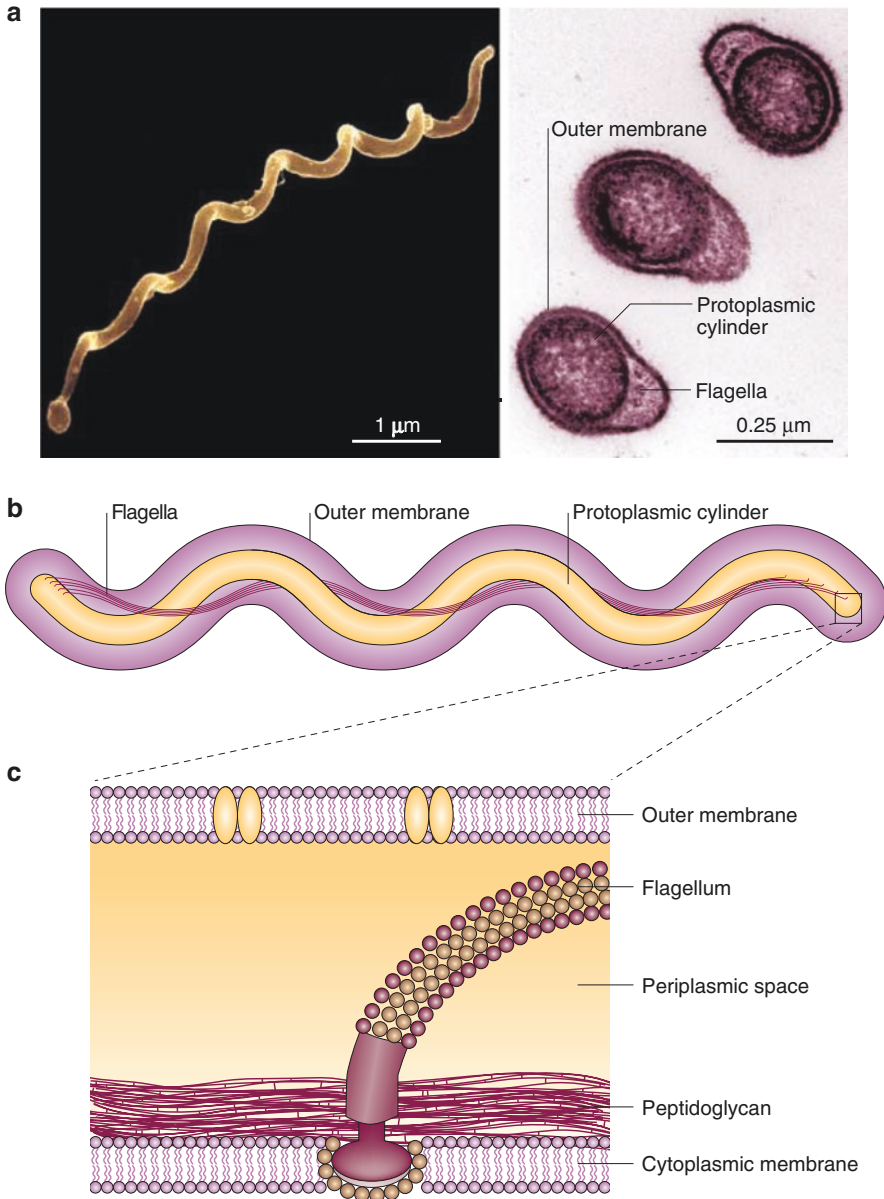 a
Outer membrane
Protoplasmic
cylinder
Flagella
1 μm
0.25 μm
b
Flagella
Outer membrane
Protoplasmic cylinder
c
Outer membrane
Flagellum
Periplasmic space
Peptidoglycan
Cytoplasmic membrane